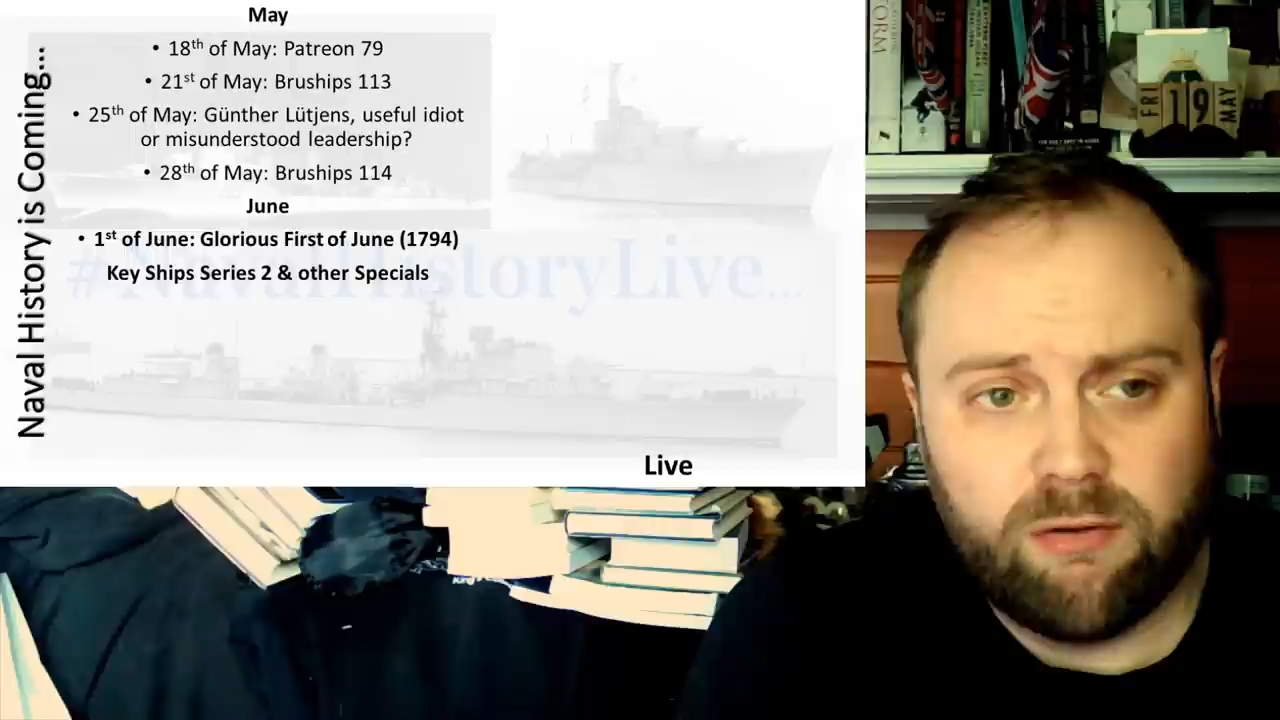 Naval History is Coming...
May
• 18th of May: Patreon 79
• 21st of May: Bruships 113
• 25th of May: Günther Lütjens, useful idiot
or misunderstood leadership?
• 28th of May: Bruships 114
June
• 1st of June: Glorious First of June (1794)
Key Ships Series 2 & other Specials
#NavalHistoryLive...
Live
FRI 19 MAY